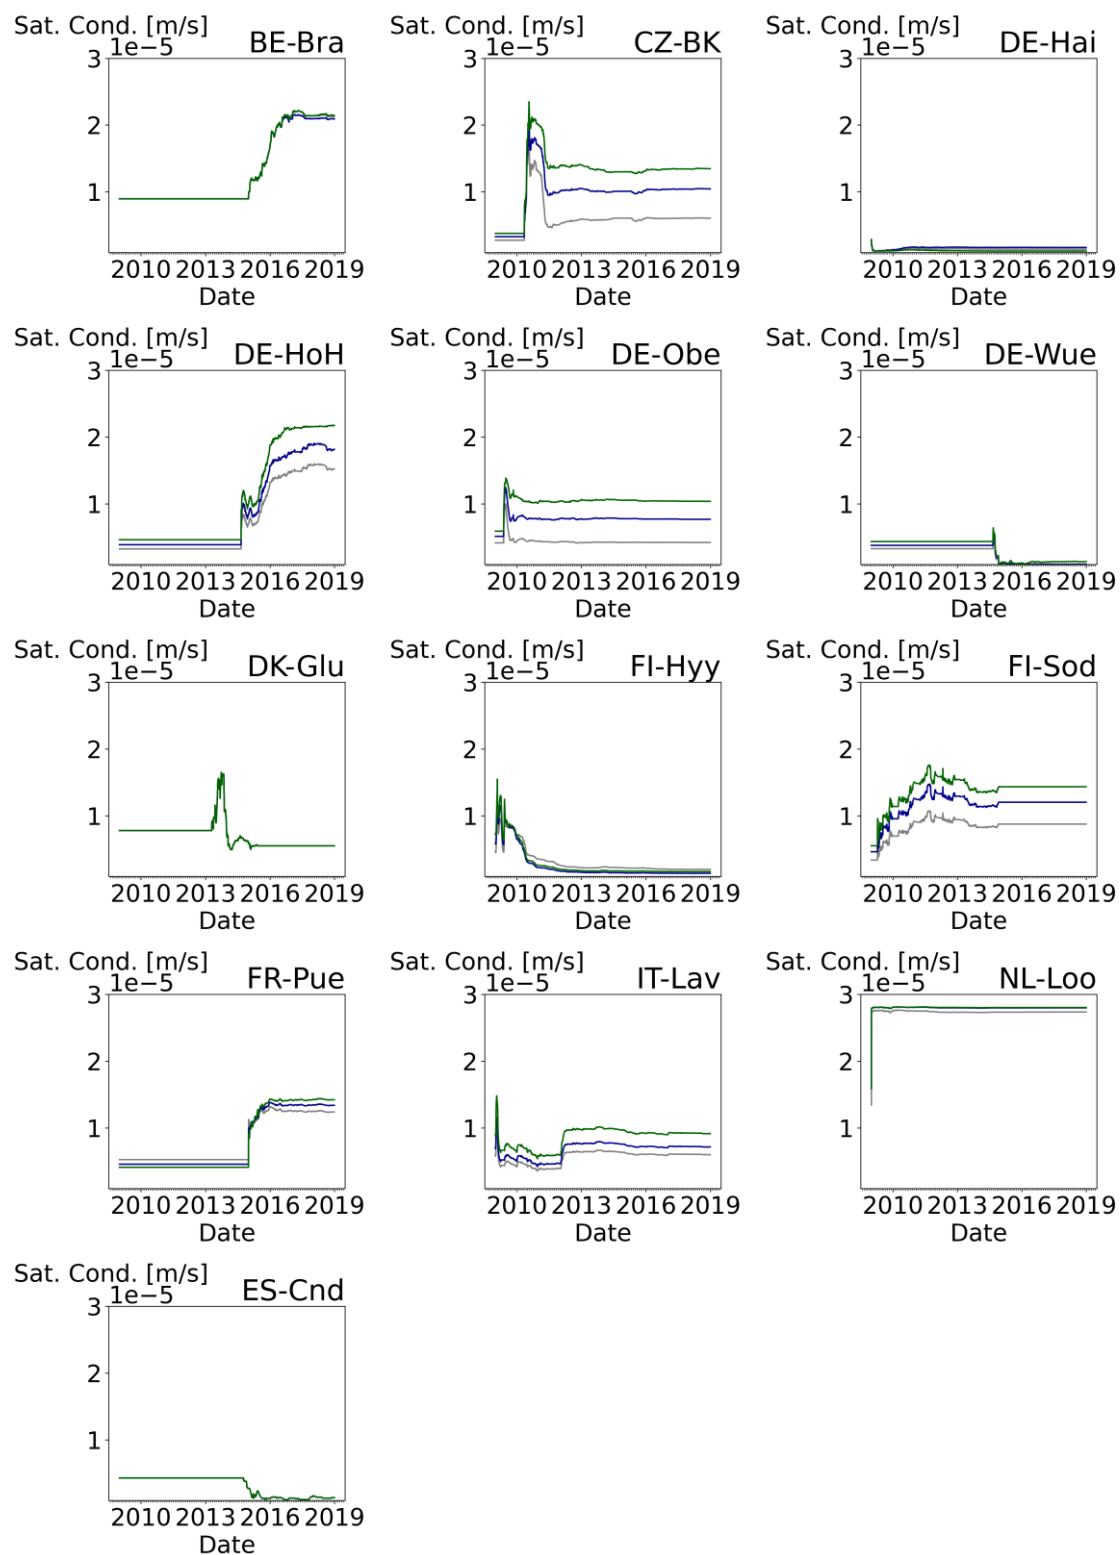 Sat. Cond. [m/s]
1e−5 BE-Bra
3
2
1
2010 2013 2016 2019
Date
Sat. Cond. [m/s]
1e−5 CZ-BK
3
2
1
2010 2013 2016 2019
Date
Sat. Cond. [m/s]
1e−5 DE-Hai
3
2
1
2010 2013 2016 2019
Date
Sat. Cond. [m/s]
1e−5 DE-HoH
3
2
1
2010 2013 2016 2019
Date
Sat. Cond. [m/s]
1e−5 DE-Obe
3
2
1
2010 2013 2016 2019
Date
Sat. Cond. [m/s]
1e−5 DE-Wue
3
2
1
2010 2013 2016 2019
Date
Sat. Cond. [m/s]
1e−5 DK-Glu
3
2
1
2010 2013 2016 2019
Date
Sat. Cond. [m/s]
1e−5 FI-Hyy
3
2
1
2010 2013 2016 2019
Date
Sat. Cond. [m/s]
1e−5 FI-Sod
3
2
1
2010 2013 2016 2019
Date
Sat. Cond. [m/s]
1e−5 FR-Pue
3
2
1
2010 2013 2016 2019
Date
Sat. Cond. [m/s]
1e−5 IT-Lav
3
2
1
2010 2013 2016 2019
Date
Sat. Cond. [m/s]
1e−5 NL-Loo
3
2
1
2010 2013 2016 2019
Date
Sat. Cond. [m/s]
1e−5 ES-Cnd
3
2
1
2010 2013 2016 2019
Date